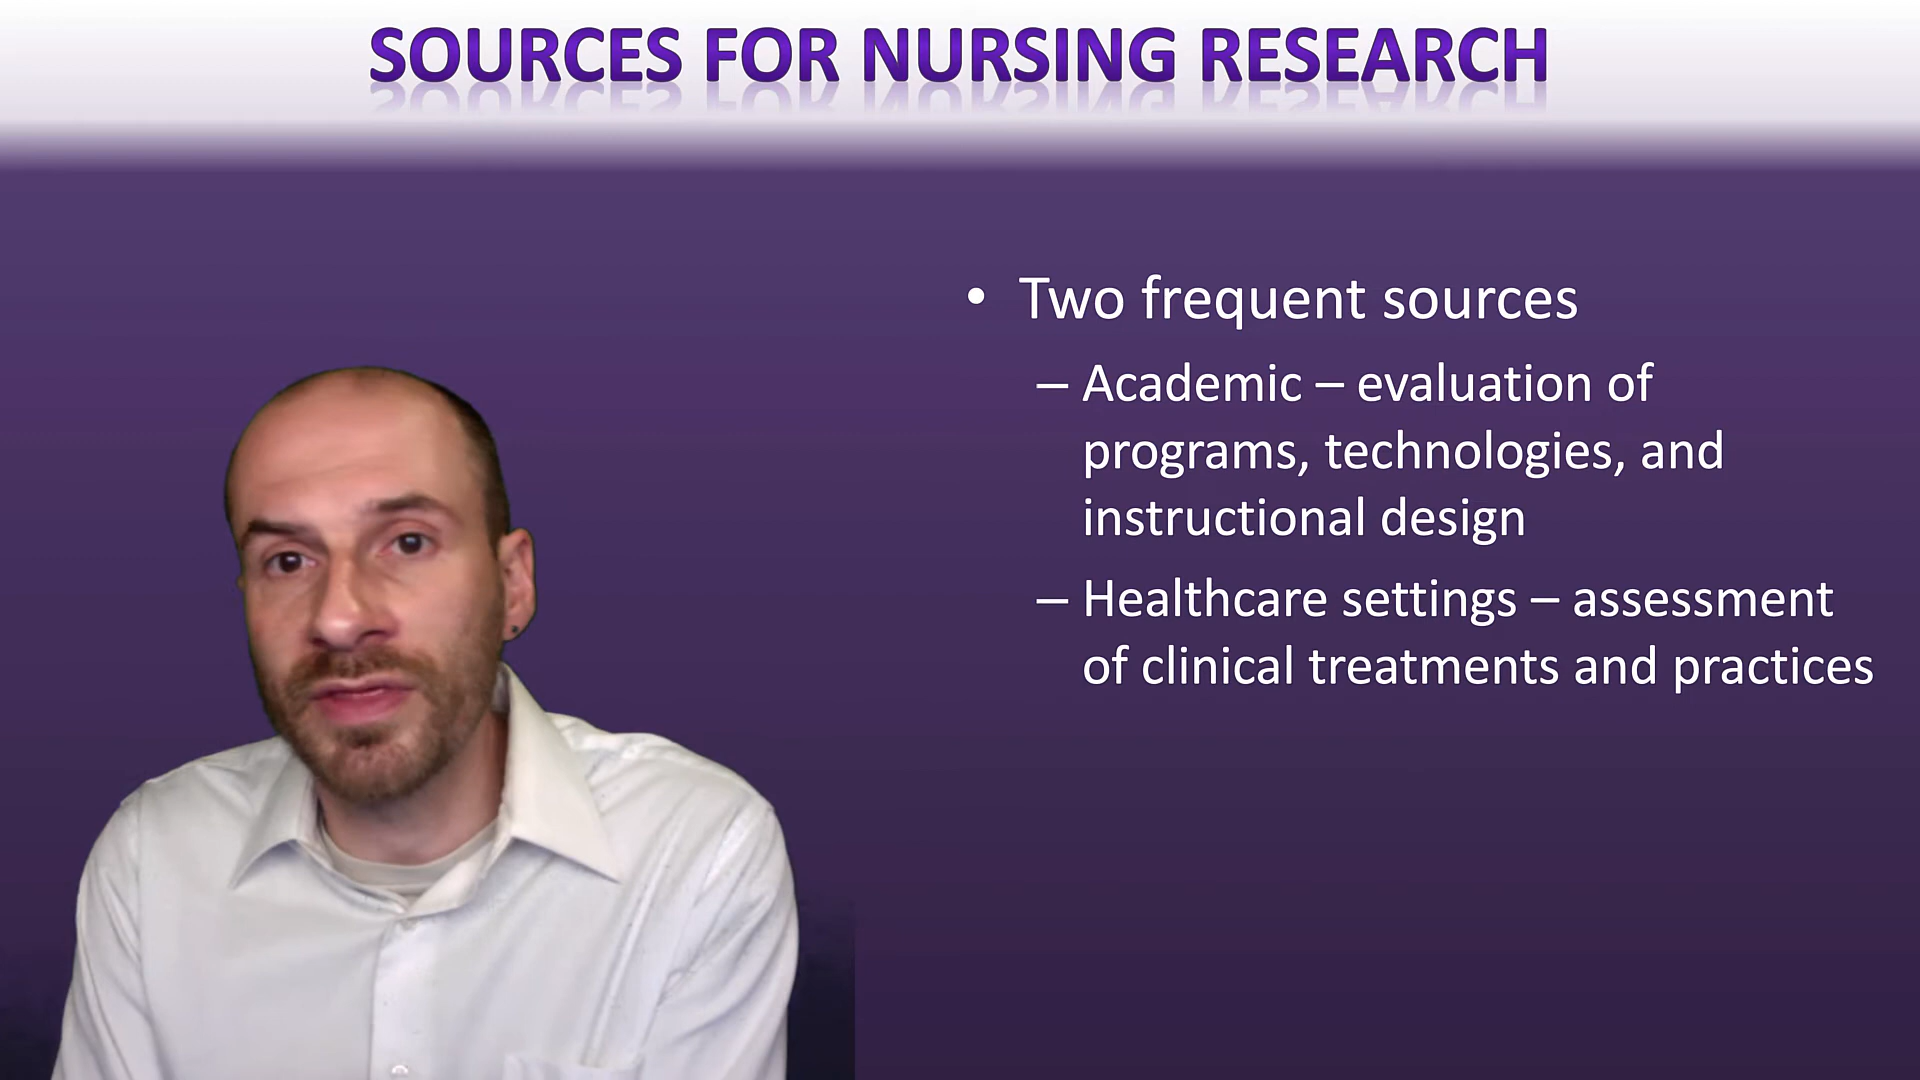 SOURCES FOR NURSING RESEARCH
• Two frequent sources
– Academic – evaluation of
programs, technologies, and
instructional design
– Healthcare settings – assessment
of clinical treatments and practices